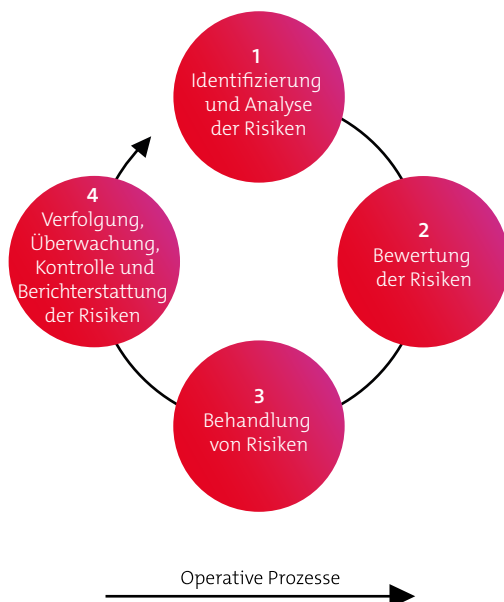 1
Identifizierung
und Analyse
der Risiken
2
Bewertung
der Risiken
3
Behandlung
von Risiken
4
Verfolgung,
Überwachung,
Kontrolle und
Berichterstattung
der Risiken
Operative Prozesse